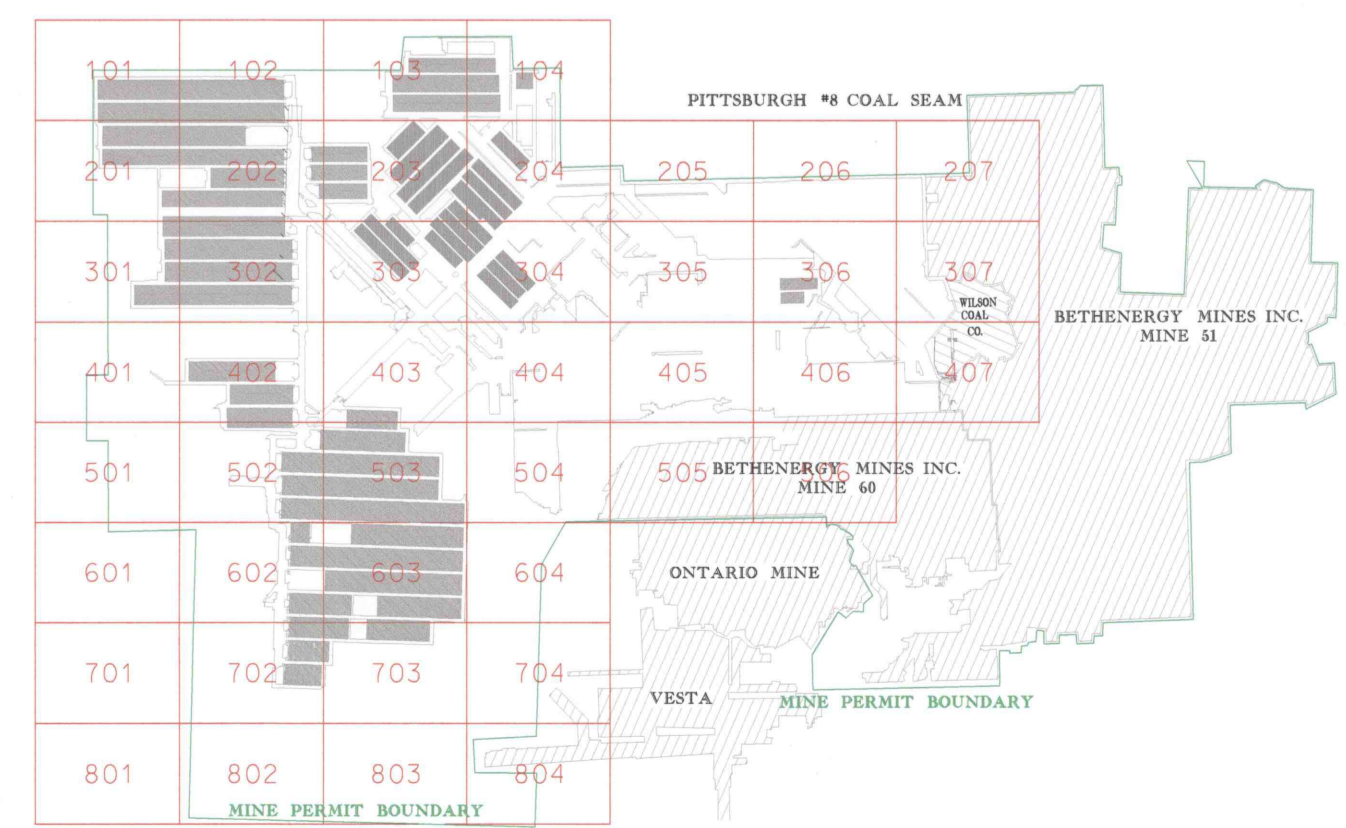 101 102 103 104
PITTSBURGH #8 COAL SEAM
201 202 203 204 205 206 207
301 302 303 304 305 306 307
WILSON
COAL
CO.
BETHENERGY MINES INC.
MINE 51
401 402 403 404 405 406 407
501 502 503 504 505 506
BETHENERGY MINES INC.
MINE 60
601 602 603 604
ONTARIO MINE
701 702 703 704
VESTA
MINE PERMIT BOUNDARY
801 802 803 804
MINE PERMIT BOUNDARY